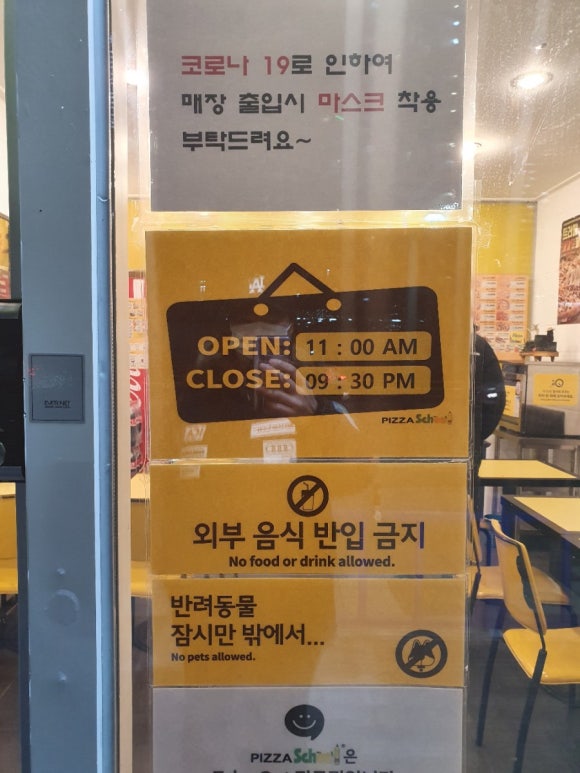 코로나 19로 인하여
매장 출입시 마스크 착용
부탁드려요~
OPEN: 11 : 00 AM
CLOSE: 09 : 30 PM
PIZZA School
외부 음식 반입 금지
No food or drink allowed.
반려동물
잠시만 밖에서...
No pets allowed.
PIZZA School은